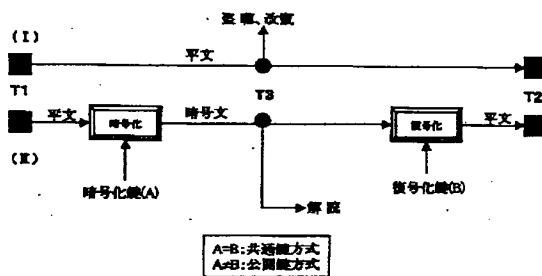 (I)
盗聴、改竄
平文
T1
T3
T2
平文
暗号化
暗号文
復号化
平文
(II)
暗号化鍵(A)
解読
復号化鍵(B)
A=B:共通鍵方式
A≠B:公開鍵方式